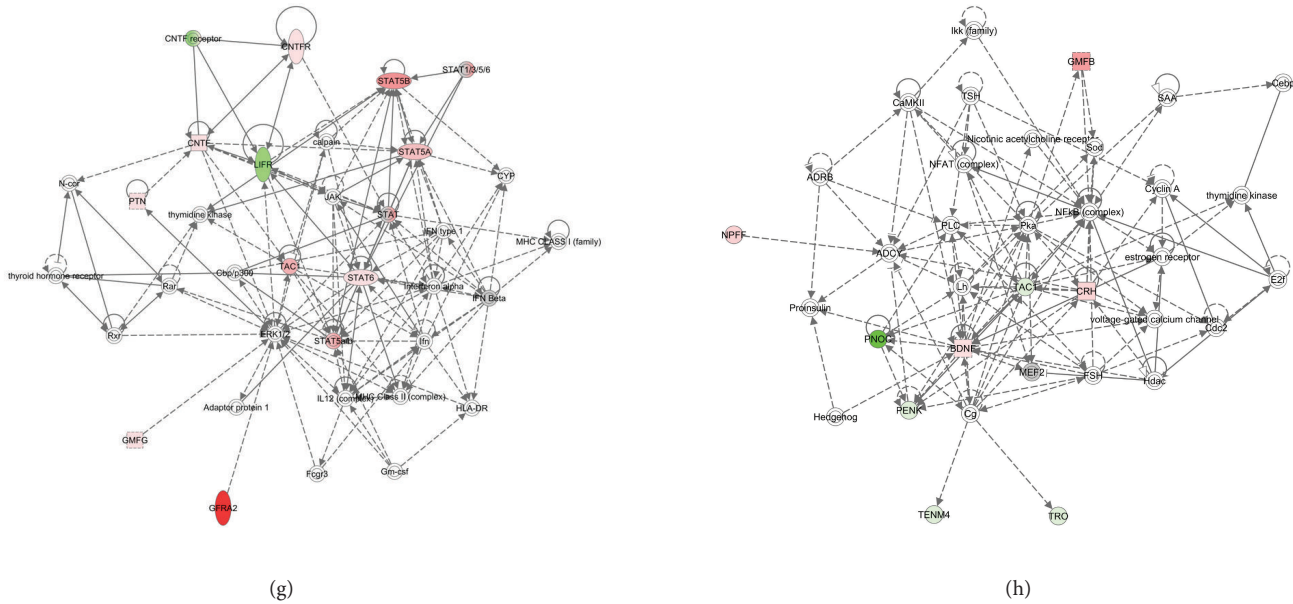 CNTF receptor
CNTFR
STAT5B
STAT1/3/5/6
CNTF
LIFR
calpain
STAT5A
CYP
N-cor
PTN
JAK
thymidine kinase
STAT
IFN type
MHC CLASS I (family)
TAC1
Cbp/p300
STAT6
thyroid hormone receptor
Rar
Interferon alpha
IFN Beta
Rxr
ERK1/2
STAT5a/b
Ifn
IL12 (complex)
MHC Class II (complex)
Adaptor protein 1
HLA-DR
GMFG
Fcgr3
Gm-csf
GFRA2
(g)
Ikk (family)
GMFB
CaMKII
TSH
SAA
Cebp
Nicotinic acetylcholine recept
Sod
NFAT (complex)
ADRB
Cyclin A
thymidine kinase
NFkB (complex)
PLC
Pka
NPFF
ADCY
estrogen receptor
Lh
TAC1
CRH
E2f
Proinsulin
voltage-gated calcium channel
Cdc2
PNOC
BDNF
MEF2
FSH
Hdac
Hedgehog
PENK
Cg
TENM4
TRO
(h)